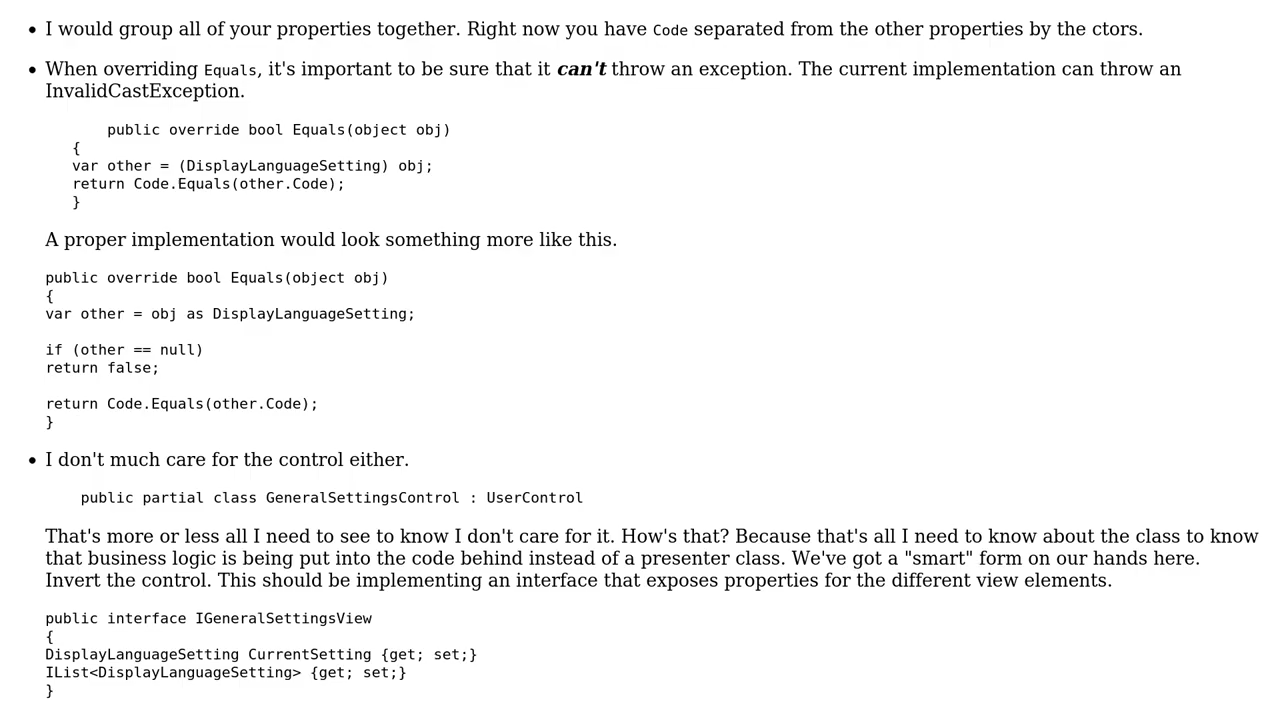 • I would group all of your properties together. Right now you have Code separated from the other properties by the ctors.
• When overriding Equals, it's important to be sure that it can't throw an exception. The current implementation can throw an
InvalidCastException.
public override bool Equals(object obj)
{
var other = (DisplayLanguageSetting) obj;
return Code.Equals(other.Code);
}
A proper implementation would look something more like this.
public override bool Equals(object obj)
{
var other = obj as DisplayLanguageSetting;
if (other == null)
return false;
return Code.Equals(other.Code);
}
• I don't much care for the control either.
public partial class GeneralSettingsControl : UserControl
That's more or less all I need to see to know I don't care for it. How's that? Because that's all I need to know about the class to know
that business logic is being put into the code behind instead of a presenter class. We've got a "smart" form on our hands here.
Invert the control. This should be implementing an interface that exposes properties for the different view elements.
public interface IGeneralSettingsView
{
DisplayLanguageSetting CurrentSetting {get; set;}
IList<DisplayLanguageSetting> {get; set;}
}